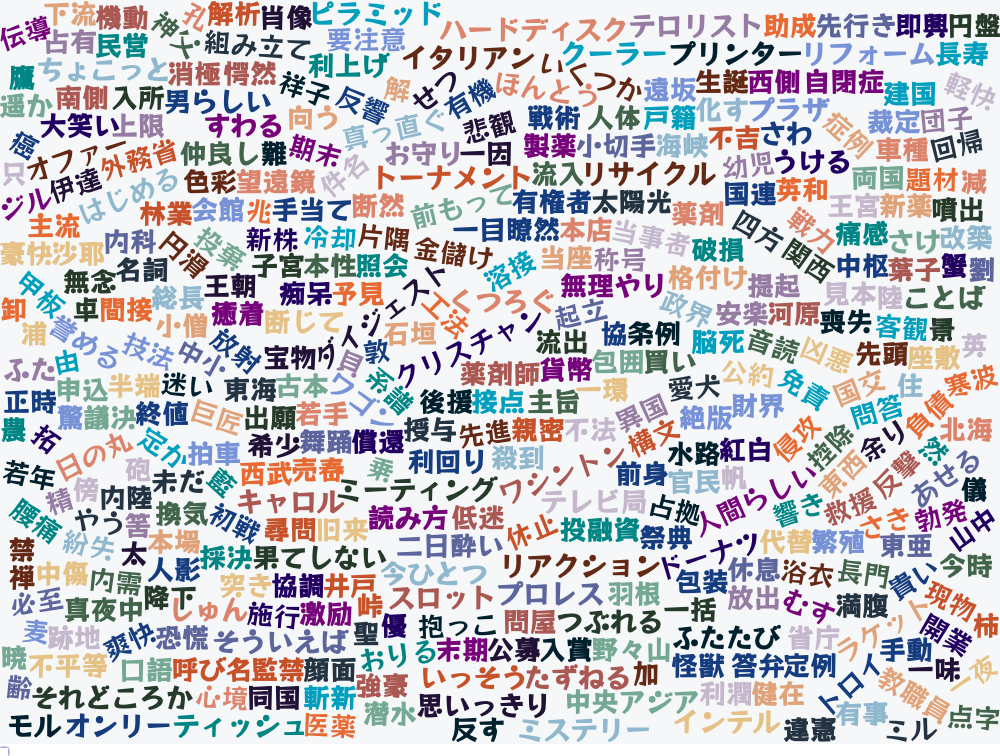 下流 機動 神父 孔 解析 肖像 ピラミッド ハードディスク テロリスト 助成 先行き 即興 円盤
伝導 占有 民営 組み立て 要注意 イタリアン いくつか クーラー プリンター リフォーム 長寿
鷹 ちょこっと 消極 愕然 祥子 利上げ 解 せつ ほんとう 遠坂 生誕 西側 自閉症 建国 軽快
遥か 南側 入所 男らしい 反響 有機 戦術 人体 戸籍 化す プラザ 症例 裁定 団子
癌 大笑い 上限 すわる 向う 真っ直ぐ 悲観 製薬 小切手 海峡 不吉 さわ 車種 回帰
只 オファー 外務省 仲良し 難 期末 件名 お守り 一因 トーナメント 流入 リサイクル 幼児 うける 両国 題材 減
ジル 伊達 はじめる 色彩 望遠鏡 有権者 太陽光 国連 英和 王宮 新薬 噴出
主流 林業 会館 兆 手当て 断然 前もって 一目瞭然 本店 当事者 薬剤 四方 戦力 痛感 さけ 改築
豪快 沙耶 内科 円滑 投棄 新株 冷却 片隅 金儲け 溶接 当座 称号 破損 関西 中枢 葉子 蟹 劉
甲板 無念 名詞 子宮 本性 照会 ダイジェスト 無理やり 格付け 提起 見本 陸 ことば
卸 卓 間接 総長 王朝 痴呆 予見 工法 くつろぐ 起立 政界 安楽 河原 喪失 客観 景
浦 誉める 小僧 癒着 断じて 石垣 クリスチャン 流出 協 条例 脳死 音読 凶悪 先頭 座敷 英
ふた 由 技法 中小 放射 宝物 貝 敦 系譜 薬剤師 貨幣 包囲 買い 公約 免責 国交 住 寒波
正時 申込 半端 迷い 東海 古本 ワゴン 後援 接点 主旨 一環 愛犬 財界 問答 負債
農 驚 議決 終値 巨匠 出願 若手 授与 先進 親密 不法 異国 絶版 侵攻 控除 余り 然 北海
拓 日の丸 定か 拍車 希少 舞踊 償還 利回り 殺到 構文 水路 紅白 東西 反撃 あせる
若年 精 砲 未だ 藍 西武 売春 乗 ミーティング ワシントン 前身 官民 帆 人間らしい 響き 救援 儀
腰痛 傍 内陸 キャロル テレビ局 占拠 さき 勃発 山中
やう 答 換気 初戦 尋問 旧来 読み方 低迷 休止 投融資 祭典 ドーナツ 代替 繁殖 東亜
禁 紛失 太 本場 採決 果てしない 二日酔い リアクション 休息 浴衣 長門 貴い 今時
禅 中傷 内需 人影 突き 協調 井戸 今ひとつ 包装 現物 柿
必至 真夜中 降下 じゅん 施行 激励 峠 スロット プロレス 羽根 一括 放出 むす 満腹 ラケット 開業
麦 跡地 爽快 恐慌 そういえば 聖 優 抱っこ 問屋 つぶれる ふたたび 省庁 手動
暁 不平等 口語 呼び名 監禁 顔面 おりる 末期 公募 入賞 野々山 怪獣 答弁 定例 トロイ 一味 一夜
齢 それどころか 心境 同国 斬新 強豪 いっそう たずねる 加 中央アジア 利潤 健在 教職員
モル オンリー ティッシュ 医薬 潜水 思いっきり 反す ミステリー インテル 違憲 有事 ミル 点字